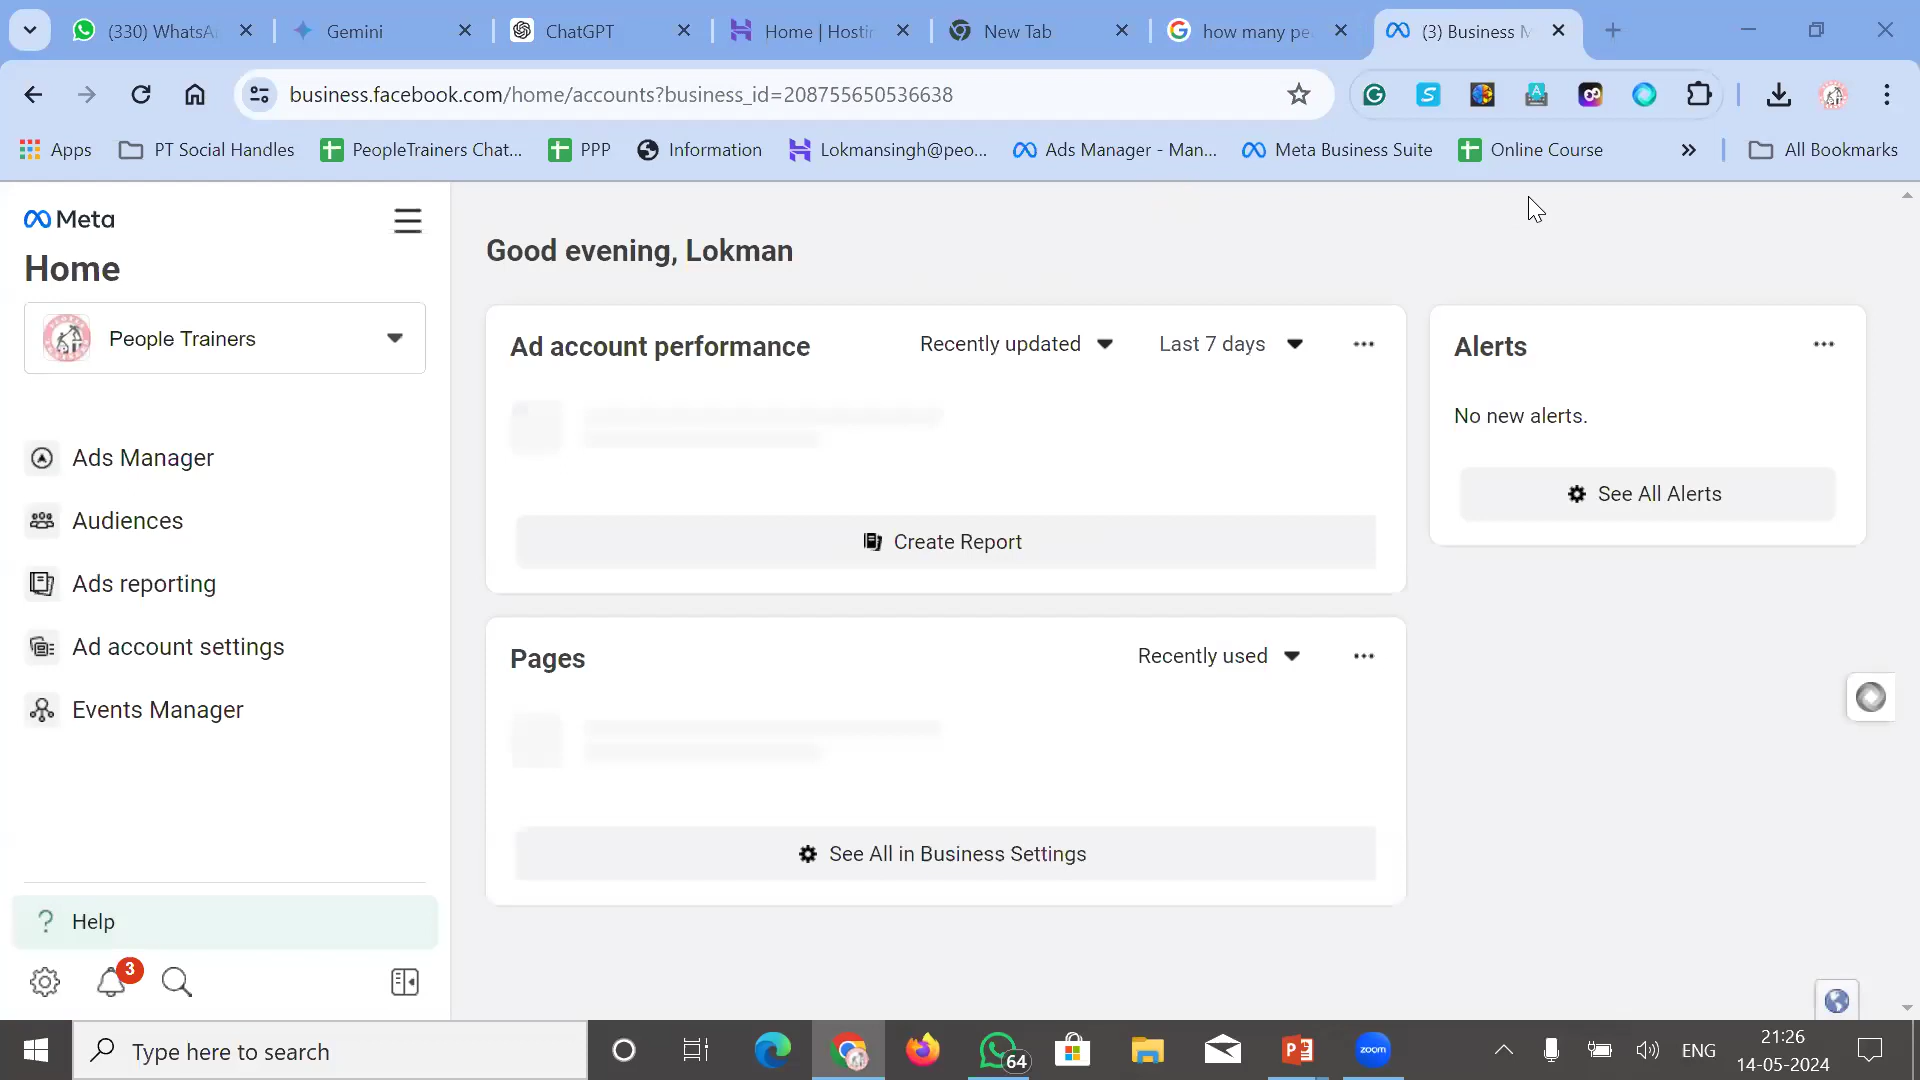 (330) WhatsA
Gemini
ChatGPT
Home | Hostin
New Tab
how many pe
(3) Business M
business.facebook.com/home/accounts?business_id=208755650536638
Apps
PT Social Handles
PeopleTrainers Chat...
PPP
Information
Lokmansingh@peo...
Ads Manager - Man...
Meta Business Suite
Online Course
»
All Bookmarks
Meta
Home
People Trainers
Ads Manager
Audiences
Ads reporting
Ad account settings
Events Manager
Help
3
Good evening, Lokman
Ad account performance
Recently updated
Last 7 days
Create Report
Pages
Recently used
See All in Business Settings
Alerts
No new alerts.
See All Alerts
Type here to search
64
zoom
ENG
21:26
14-05-2024